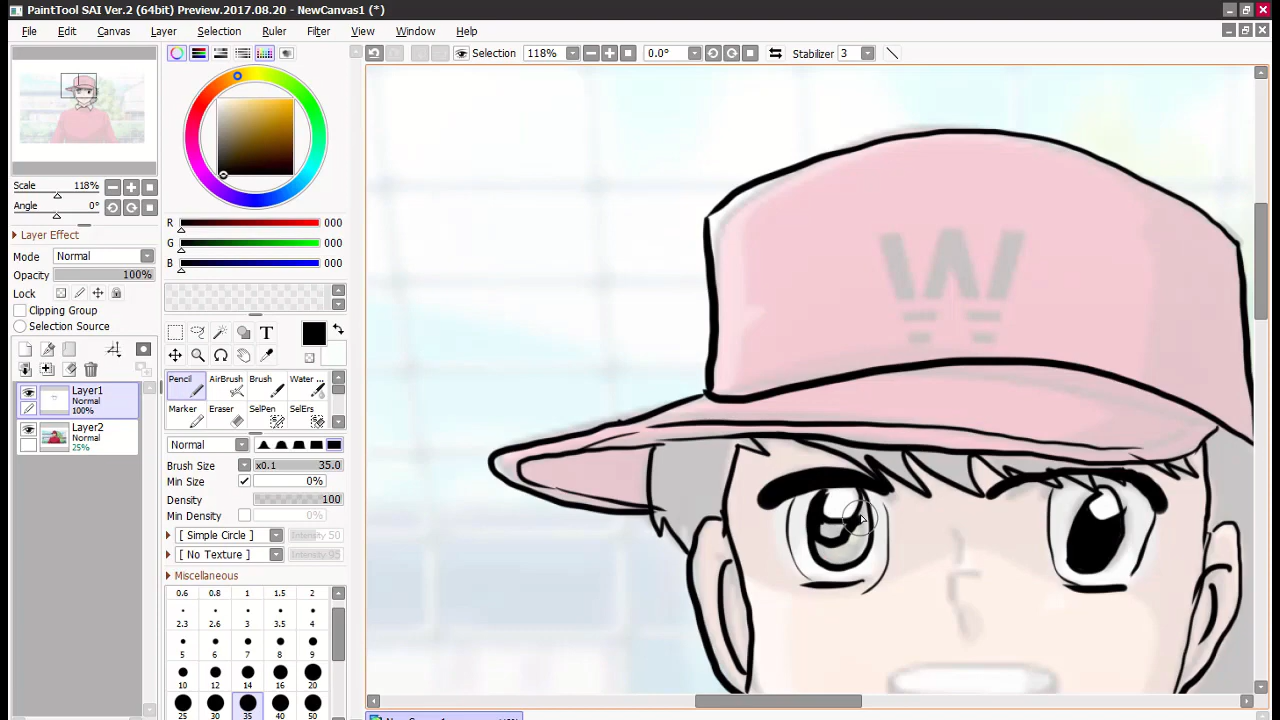 PaintTool SAI Ver.2 (64bit) Preview.2017.08.20 - NewCanvas1 (*)
File Edit Canvas Layer Selection Ruler Filter View Window Help
Selection 118% 0.0° Stabilizer 3
Scale 118%
Angle 0°
Layer Effect
Mode Normal
Opacity 100%
Lock
Clipping Group
Selection Source
Layer1
Normal
100%
Layer2
Normal
25%
R 000
G 000
B 000
T
Pencil AirBrush Brush Water ...
Marker Eraser SelPen SelErs
Normal
Brush Size x0.1 35.0
Min Size 0%
Density 100
Min Density 0%
[ Simple Circle ] Intensity 50
[ No Texture ] Intensity 95
Miscellaneous
0.6 0.8 1 1.5 2
2.3 2.6 3 3.5 4
5 6 7 8 9
10 12 14 16 20
25 30 35 40 50
W